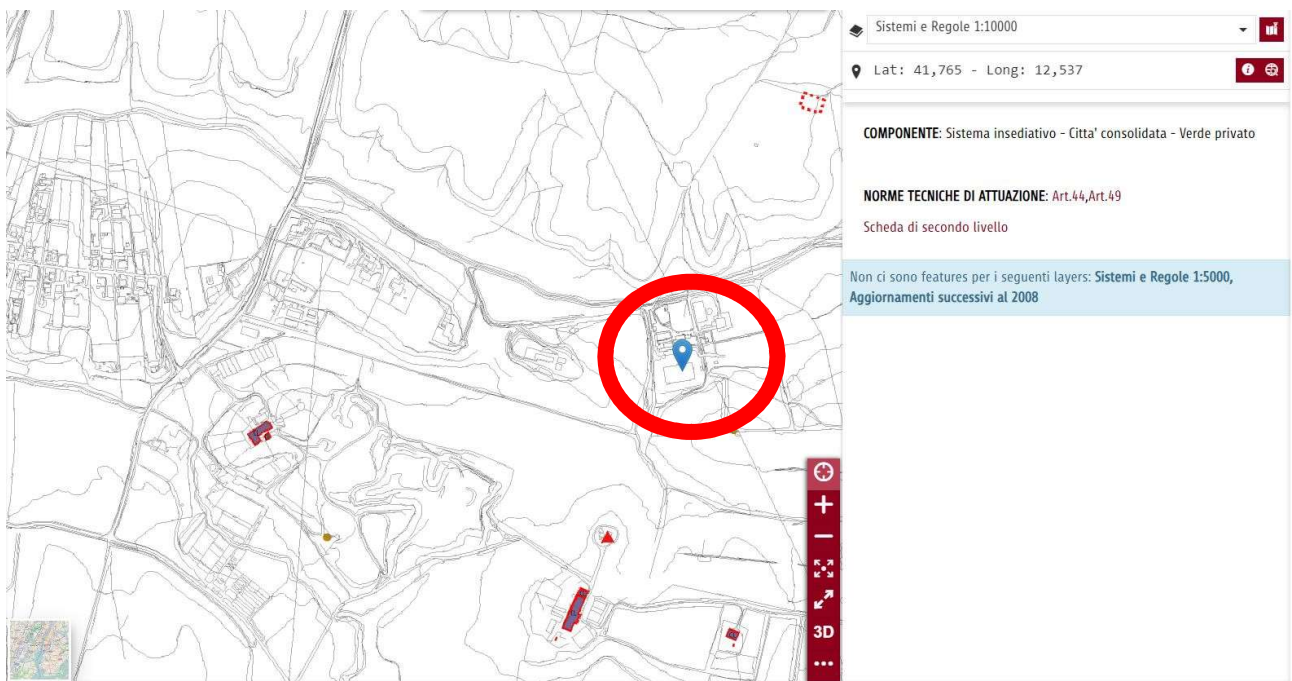 Sistemi e Regole 1:10000
Lat: 41,765 - Long: 12,537
COMPONENTE: Sistema insediativo - Citta' consolidata - Verde privato
NORME TECNICHE DI ATTUAZIONE: Art.44,Art.49
Scheda di secondo livello
Non ci sono features per i seguenti layers: Sistemi e Regole 1:5000,
Aggiornamenti successivi al 2008
3D